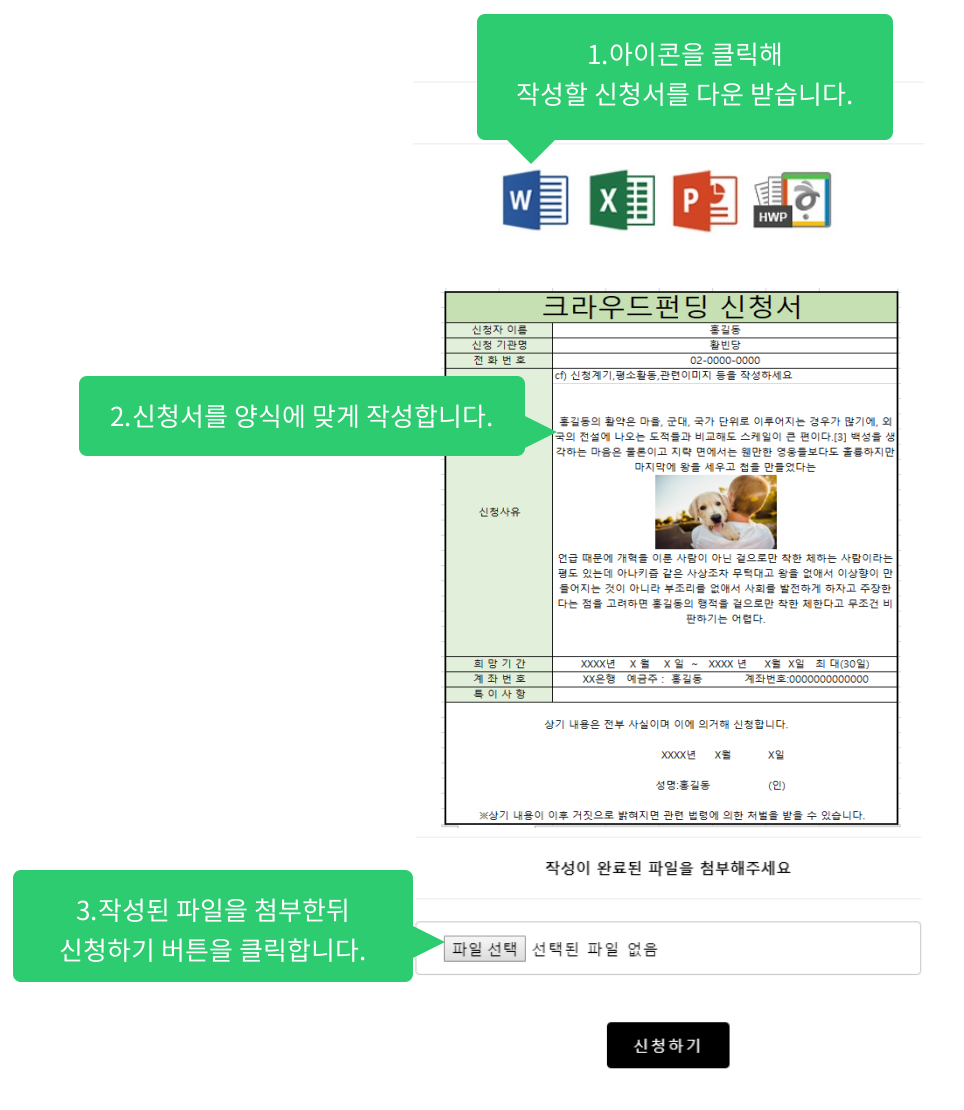 1.아이콘을 클릭해
작성할 신청서를 다운 받습니다.
W
X
P
HWP
크라우드펀딩 신청서
신청자 이름 홍길동
신청 기관명 활빈당
전 화 번 호 02-0000-0000
cf) 신청계기,평소활동,관련이미지 등을 작성하세요
2.신청서를 양식에 맞게 작성합니다.
신청사유
홍길동의 활약은 마을, 군대, 국가 단위로 이루어지는 경우가 많기에, 외
국의 전설에 나오는 도적들과 비교해도 스케일이 큰 편이다.[3] 백성을 생
각하는 마음은 물론이고 지략 면에서는 웬만한 영웅들보다도 훌륭하지만
마지막에 왕을 세우고 첩을 만들었다는
언급 때문에 개혁을 이룬 사람이 아닌 겉으로만 착한 체하는 사람이라는
평도 있는데 아나키즘 같은 사상조차 무턱대고 왕을 없애서 이상향이 만
들어지는 것이 아니라 부조리를 없애서 사회를 발전하게 하자고 주장한
다는 점을 고려하면 홍길동의 행적을 겉으로만 착한 체한다고 무조건 비
판하기는 어렵다.
희 망 기 간 XXXX년 X 월 X 일 ~ XXXX 년 X월 X일 최 대(30일)
계 좌 번 호 XX은행 예금주 : 홍길동 계좌번호:0000000000000
특 이 사 항
상기 내용은 전부 사실이며 이에 의거해 신청합니다.
XXXX년 X월 X일
성명:홍길동 (인)
※상기 내용이 이후 거짓으로 밝혀지면 관련 법령에 의한 처벌을 받을 수 있습니다.
작성이 완료된 파일을 첨부해주세요
3.작성된 파일을 첨부한뒤
신청하기 버튼을 클릭합니다.
파일 선택 선택된 파일 없음
신청하기